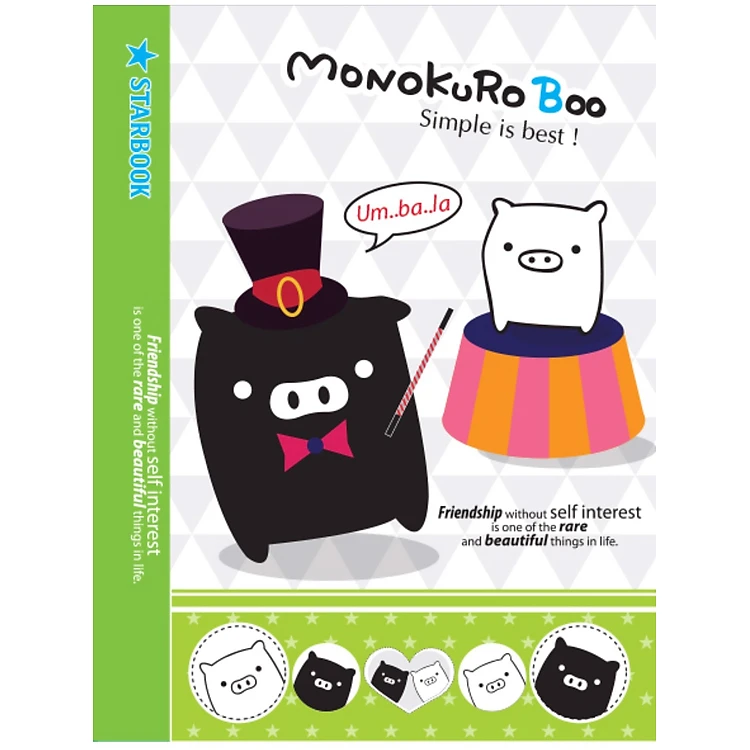 STARBOOK
Friendship without self interest
is one of the rare and beautiful things in life.
MONOKURO BOO
Simple is best !
Um..ba..la
Friendship without self interest
is one of the rare
and beautiful things in life.